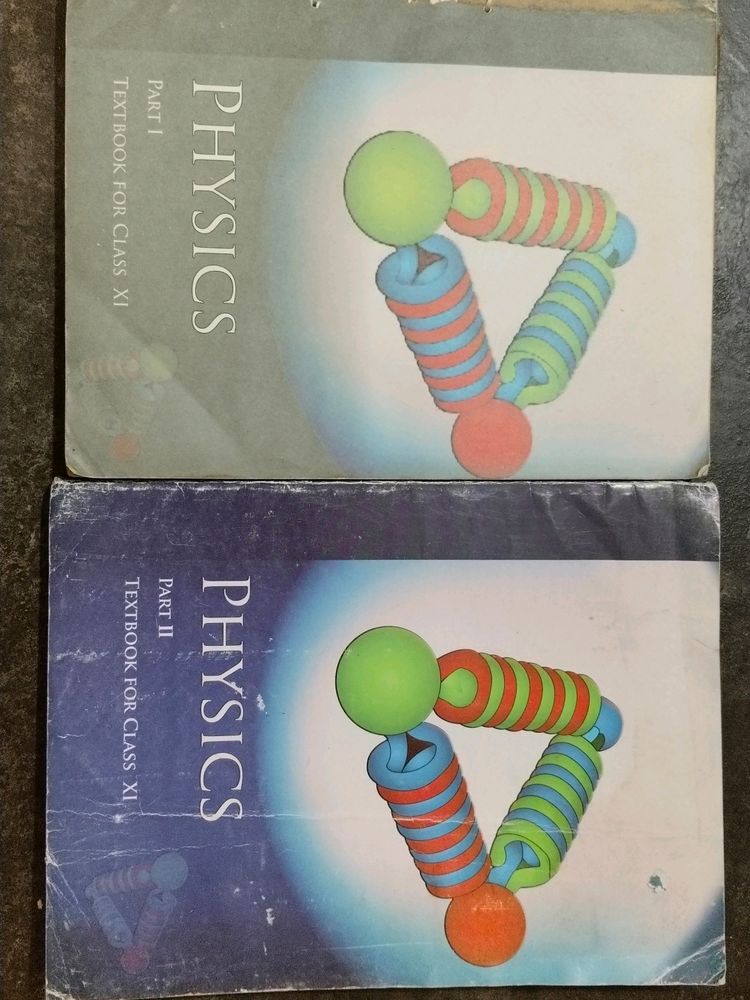 PHYSICS
PART I
TEXTBOOK FOR CLASS XI
PHYSICS
PART II
TEXTBOOK FOR CLASS XI